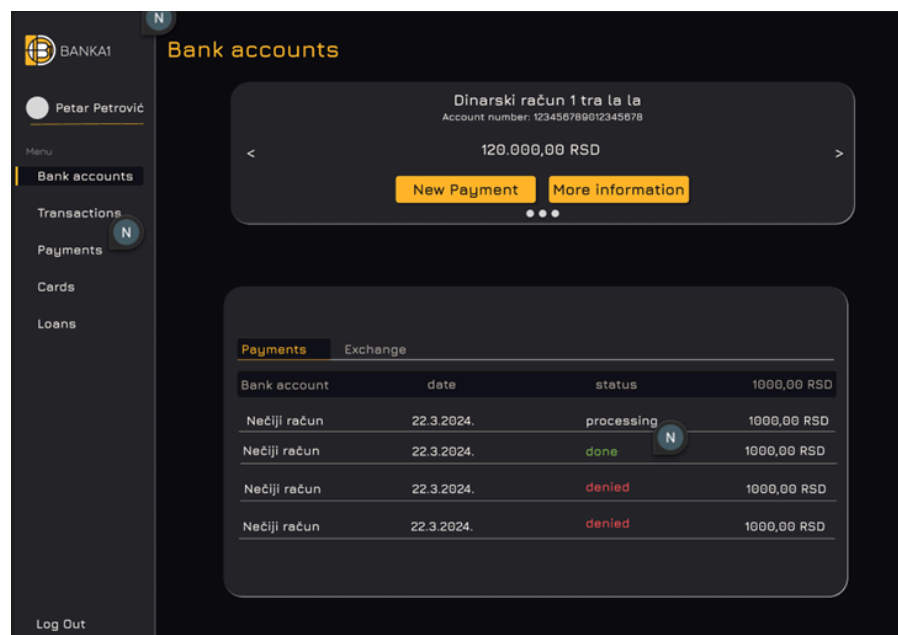 N
BANKA1
Bank accounts
Petar Petrović
Menu
Bank accounts
Transactions
N
Payments
Cards
Loans
Log Out
Dinarski račun 1 tra la la
Account number: 123456789012345678
< 120.000,00 RSD >
New Payment More information
Payments Exchange
Bank account date status 1000,00 RSD
Nečiji račun 22.3.2024. processing 1000,00 RSD
N
Nečiji račun 22.3.2024. done 1000,00 RSD
Nečiji račun 22.3.2024. denied 1000,00 RSD
Nečiji račun 22.3.2024. denied 1000,00 RSD